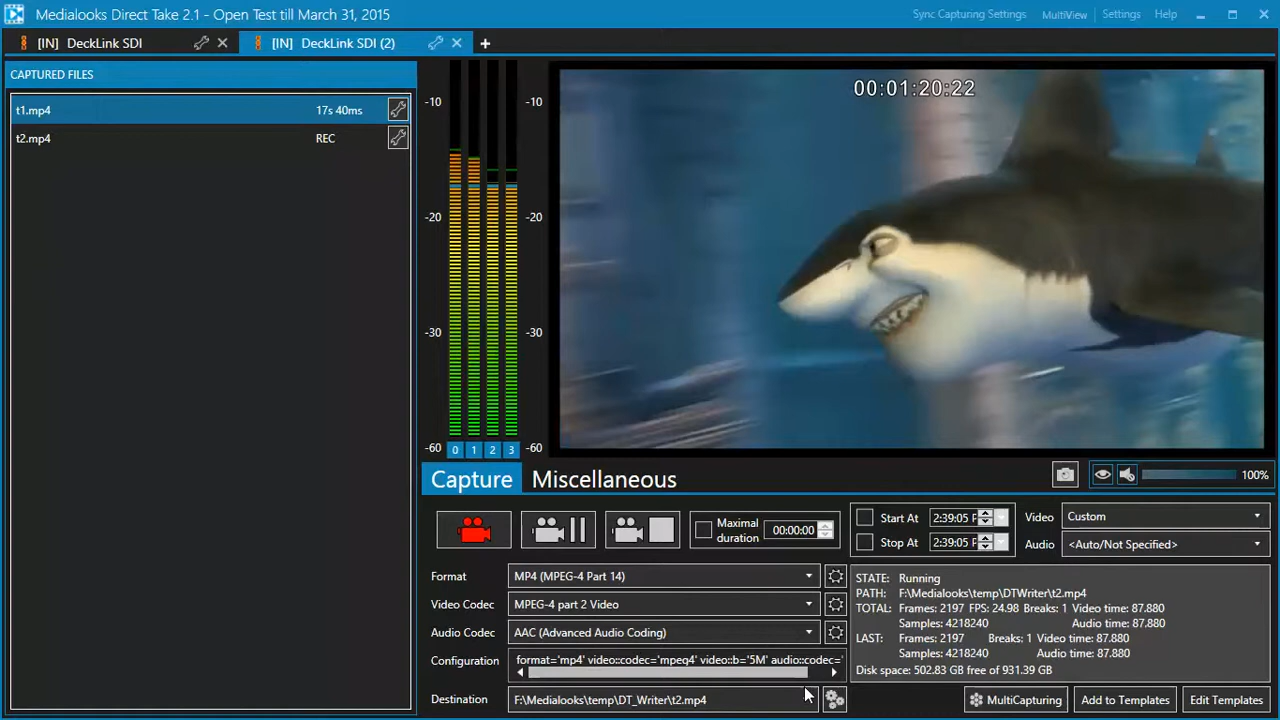 Medialooks Direct Take 2.1 - Open Test till March 31, 2015
Sync Capturing Settings MultiView Settings Help
[IN] DeckLink SDI
[IN] DeckLink SDI (2)
CAPTURED FILES
t1.mp4 17s 40ms
t2.mp4 REC
-10 -10
-20 -20
-30 -30
-60 -60
0 1 2 3
00:01:20:22
100%
Capture Miscellaneous
Maximal duration 00:00:00
Start At 2:39:05
Stop At 2:39:05
Video Custom
Audio <Auto/Not Specified>
Format MP4 (MPEG-4 Part 14)
Video Codec MPEG-4 part 2 Video
Audio Codec AAC (Advanced Audio Coding)
Configuration format='mp4' video::codec='mpeg4' video::b='5M' audio::codec='
Destination F:\Medialooks\temp\DT_Writer\t2.mp4
STATE: Running
PATH: F:\Medialooks\temp\DTWriter\t2.mp4
TOTAL: Frames: 2197 FPS: 24.98 Breaks: 1 Video time: 87.880
Samples: 4218240 Audio time: 87.880
LAST: Frames: 2197 Breaks: 1 Video time: 87.880
Samples: 4218240 Audio time: 87.880
Disk space: 502.83 GB free of 931.39 GB
MultiCapturing Add to Templates Edit Templates